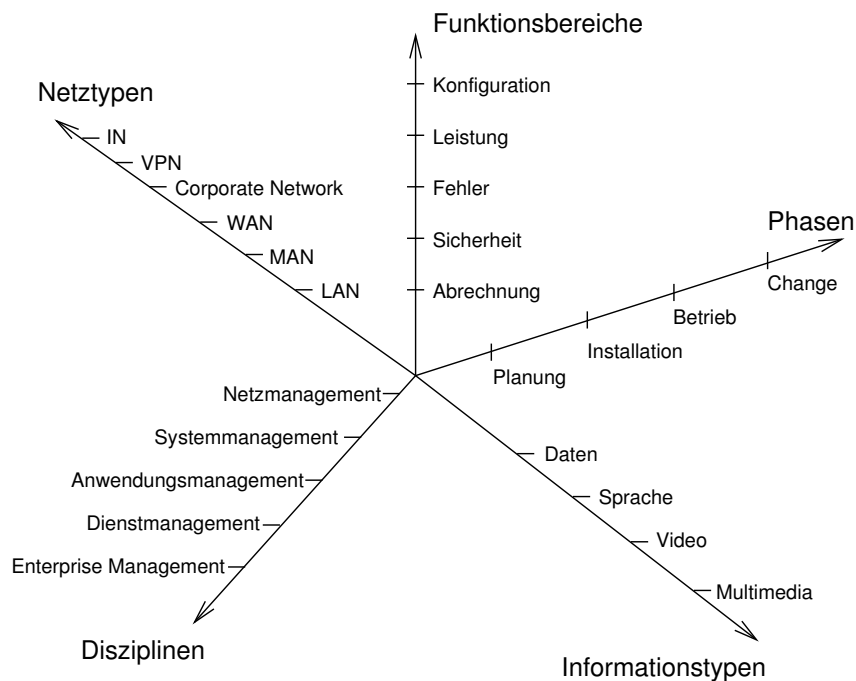 Funktionsbereiche
Konfiguration
Leistung
Fehler
Sicherheit
Abrechnung
Netztypen
IN
VPN
Corporate Network
WAN
MAN
LAN
Phasen
Change
Betrieb
Installation
Planung
Netzmanagement
Systemmanagement
Anwendungsmanagement
Dienstmanagement
Enterprise Management
Disziplinen
Daten
Sprache
Video
Multimedia
Informationstypen